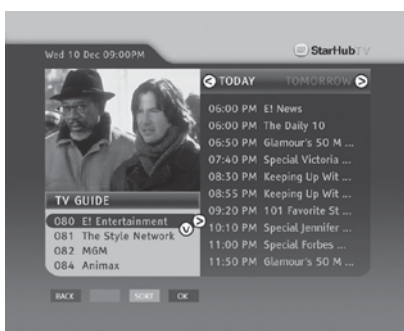 Wed 10 Dec 09:00PM
StarHub TV
TODAY TOMORROW
06:00 PM E! News
06:00 PM The Daily 10
06:50 PM Glamour's 50 M ...
07:40 PM Special Victoria ...
08:30 PM Keeping Up Wit ...
08:55 PM Keeping Up Wit ...
09:20 PM 101 Favorite St ...
10:10 PM Special Jennifer ...
11:00 PM Special Forbes ...
11:50 PM Glamour's 50 M ...
TV GUIDE
080 E! Entertainment
081 The Style Network
082 MGM
084 Animax
BACK SORT OK